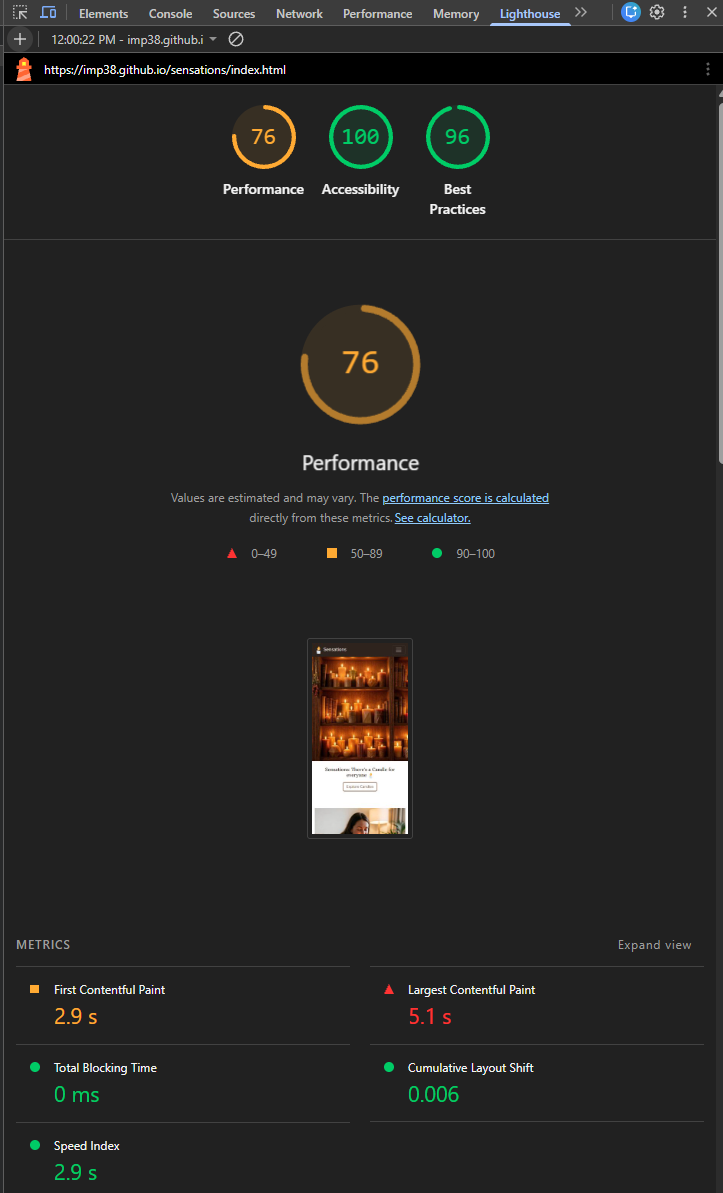 Elements Console Sources Network Performance Memory Lighthouse
12:00:22 PM - imp38.github.i
https://imp38.github.io/sensations/index.html
76 100 96
Performance Accessibility Best
Practices
76
Performance
Values are estimated and may vary. The performance score is calculated
directly from these metrics. See calculator.
0–49 50–89 90–100
Sensations
Sensations: There's a Candle for
everyone
Explore Candles
METRICS Expand view
First Contentful Paint Largest Contentful Paint
2.9 s 5.1 s
Total Blocking Time Cumulative Layout Shift
0 ms 0.006
Speed Index
2.9 s